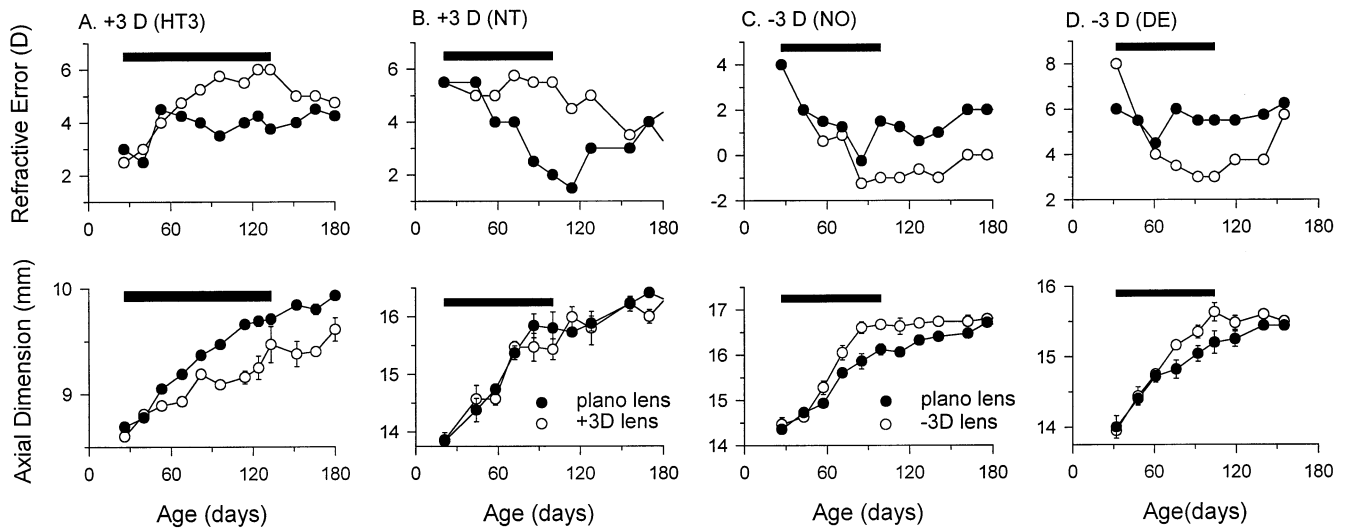 A. +3 D (HT3)
B. +3 D (NT)
C. -3 D (NO)
D. -3 D (DE)
Refractive Error (D)
6
4
2
0 60 120 180
6
4
2
0 60 120 180
4
2
0
-2
0 60 120 180
8
6
4
2
0 60 120 180
Axial Dimension (mm)
10
9
0 60 120 180
Age (days)
16
15
14
13
plano lens
+3D lens
0 60 120 180
Age (days)
17
16
15
14
plano lens
-3D lens
0 60 120 180
Age (days)
16
15
14
0 60 120 180
Age(days)